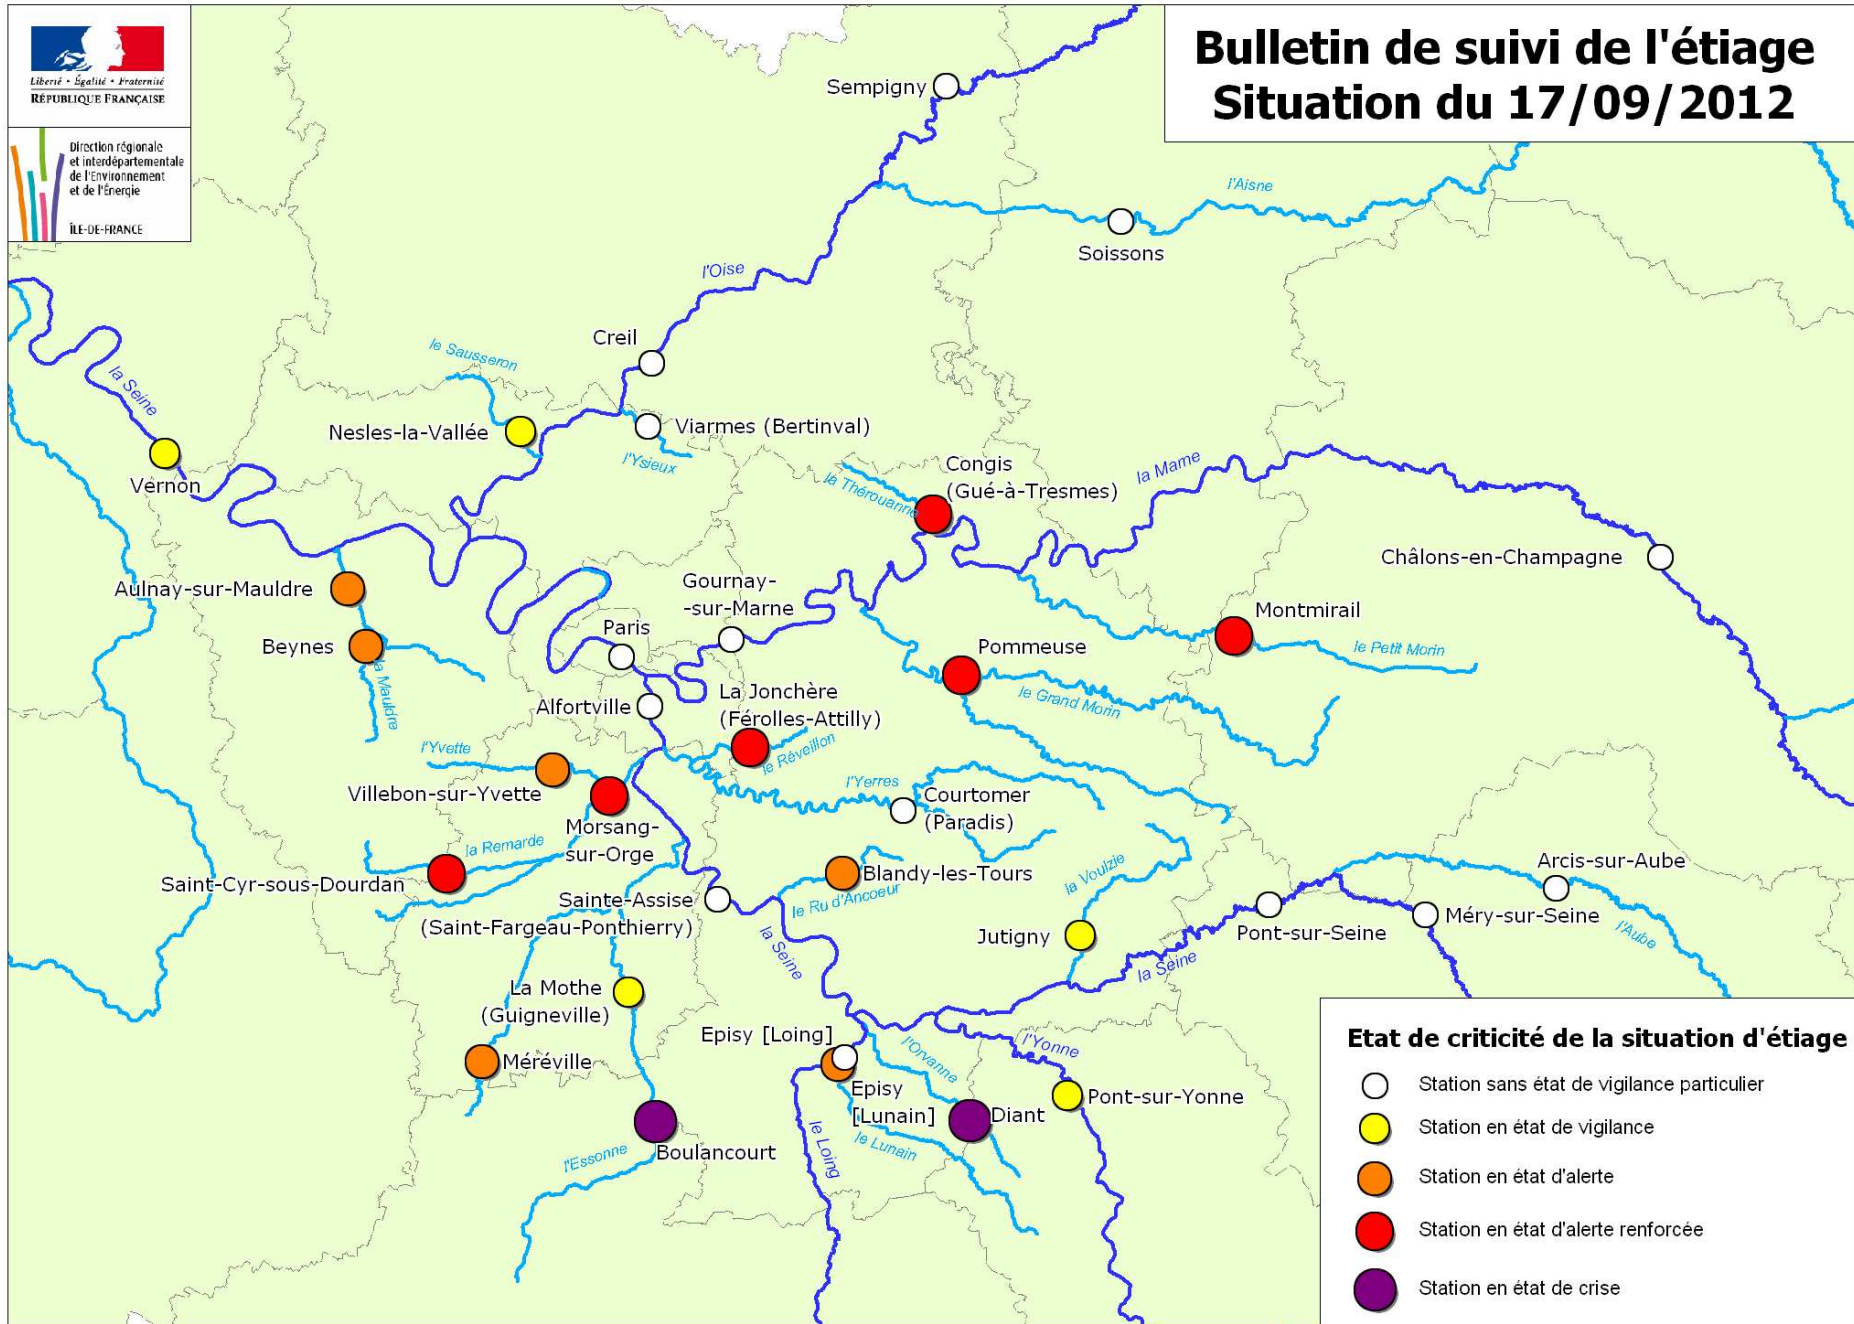 Liberté • Égalité • Fraternité
RÉPUBLIQUE FRANÇAISE
Direction régionale
et interdépartementale
de l'Environnement
et de l'Énergie
ÎLE-DE-FRANCE
Bulletin de suivi de l'étiage
Situation du 17/09/2012
Sempigny
l'Aisne
Soissons
l'Oise
Creil
le Sausseron
la Seine
Nesles-la-Vallée
Viarmes (Bertinval)
l'Ysieux
Vernon
Congis
(Gué-à-Tresmes)
la Thérouanne
la Marne
Châlons-en-Champagne
Aulnay-sur-Mauldre
Gournay-
-sur-Marne
Montmirail
Beynes
Paris
Pommeuse
le Petit Morin
la Mauldre
Alfortville
La Jonchère
(Férolles-Attilly)
le Grand Morin
l'Yvette
le Réveillon
Villebon-sur-Yvette
l'Yerres
Courtomer
(Paradis)
Morsang-
sur-Orge
la Remarde
Saint-Cyr-sous-Dourdan
Blandy-les-Tours
la Voulzie
Arcis-sur-Aube
Sainte-Assise
(Saint-Fargeau-Ponthierry)
le Ru d'Ancoeur
Jutigny
Pont-sur-Seine
Méry-sur-Seine
l'Aube
la Seine
la Seine
La Mothe
(Guigneville)
Episy [Loing]
l'Orvanne
l'Yonne
Méréville
Episy
[Lunain]
Diant
Pont-sur-Yonne
le Loing
le Lunain
l'Essonne
Boulancourt
Etat de criticité de la situation d'étiage
Station sans état de vigilance particulier
Station en état de vigilance
Station en état d'alerte
Station en état d'alerte renforcée
Station en état de crise